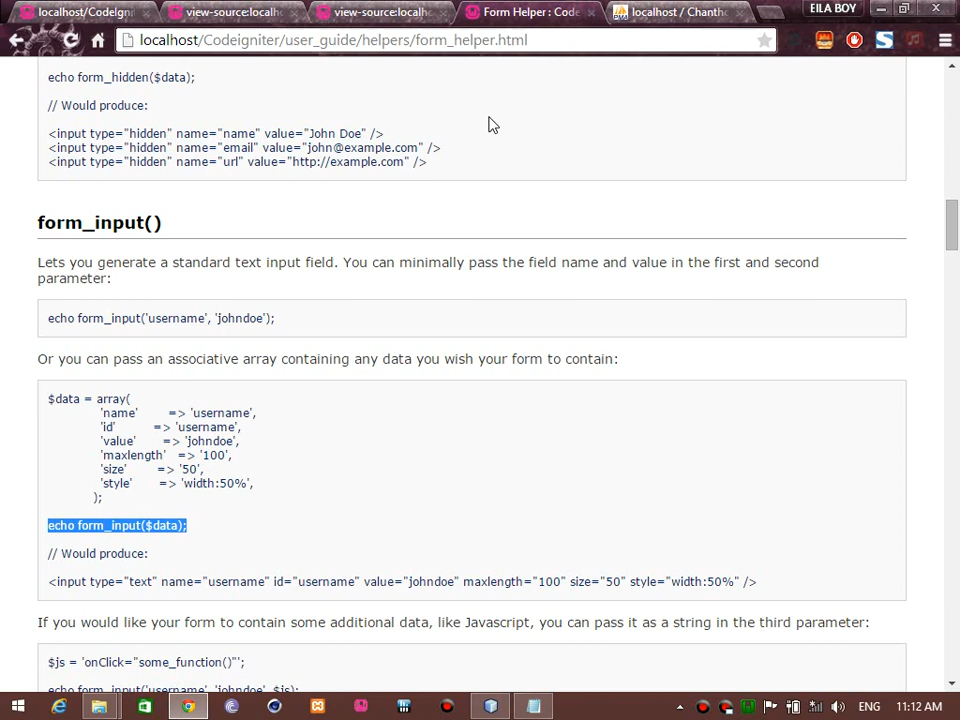 localhost/CodeIgni
view-source:localh
view-source:localh
Form Helper : Code
localhost / Chanth
EILA BOY
localhost/Codeigniter/user_guide/helpers/form_helper.html
echo form_hidden($data);
// Would produce:
<input type="hidden" name="name" value="John Doe" />
<input type="hidden" name="email" value="john@example.com" />
<input type="hidden" name="url" value="http://example.com" />
form_input()
Lets you generate a standard text input field. You can minimally pass the field name and value in the first and second
parameter:
echo form_input('username', 'johndoe');
Or you can pass an associative array containing any data you wish your form to contain:
$data = array(
'name' => 'username',
'id' => 'username',
'value' => 'johndoe',
'maxlength' => '100',
'size' => '50',
'style' => 'width:50%',
);
echo form_input($data);
// Would produce:
<input type="text" name="username" id="username" value="johndoe" maxlength="100" size="50" style="width:50%" />
If you would like your form to contain some additional data, like Javascript, you can pass it as a string in the third parameter:
$js = 'onClick="some_function()"';
echo form_input('username', 'johndoe', $js);
ENG
11:12 AM